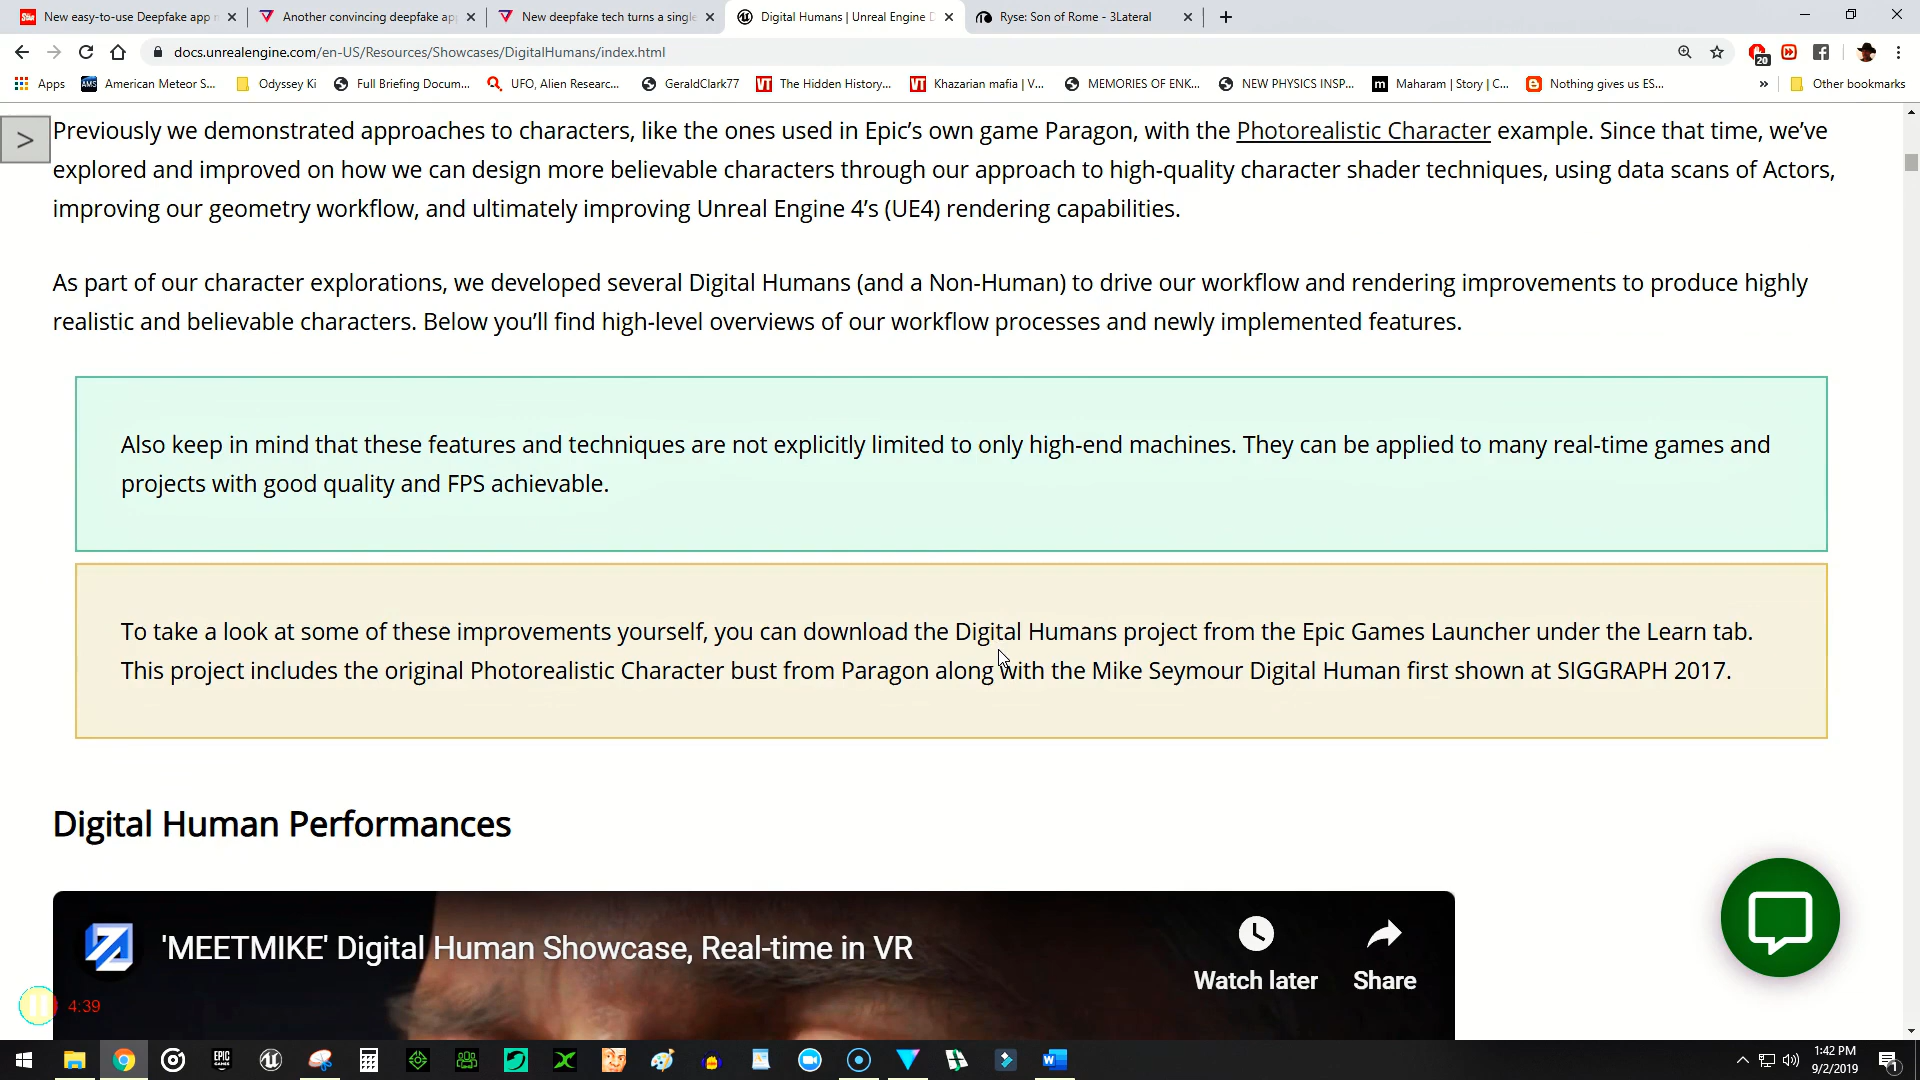 New easy-to-use Deepfake app
Another convincing deepfake ap
New deepfake tech turns a single
Digital Humans | Unreal Engine D
Ryse: Son of Rome - 3Lateral
docs.unrealengine.com/en-US/Resources/Showcases/DigitalHumans/index.html
20
Apps
AMS
American Meteor S...
Odyssey Ki
Full Briefing Docum...
UFO, Alien Researc...
GeraldClark77
VT
The Hidden History...
VT
Khazarian mafia | V...
MEMORIES OF ENK...
NEW PHYSICS INSP...
m
Maharam | Story | C...
Nothing gives us ES...
»
Other bookmarks
>
Previously we demonstrated approaches to characters, like the ones used in Epic's own game Paragon, with the Photorealistic Character example. Since that time, we've
explored and improved on how we can design more believable characters through our approach to high-quality character shader techniques, using data scans of Actors,
improving our geometry workflow, and ultimately improving Unreal Engine 4's (UE4) rendering capabilities.
As part of our character explorations, we developed several Digital Humans (and a Non-Human) to drive our workflow and rendering improvements to produce highly
realistic and believable characters. Below you'll find high-level overviews of our workflow processes and newly implemented features.
Also keep in mind that these features and techniques are not explicitly limited to only high-end machines. They can be applied to many real-time games and
projects with good quality and FPS achievable.
To take a look at some of these improvements yourself, you can download the Digital Humans project from the Epic Games Launcher under the Learn tab.
This project includes the original Photorealistic Character bust from Paragon along with the Mike Seymour Digital Human first shown at SIGGRAPH 2017.
Digital Human Performances
'MEETMIKE' Digital Human Showcase, Real-time in VR
Watch later
Share
4:39
EPIC
GAMES
1:42 PM
9/2/2019
1